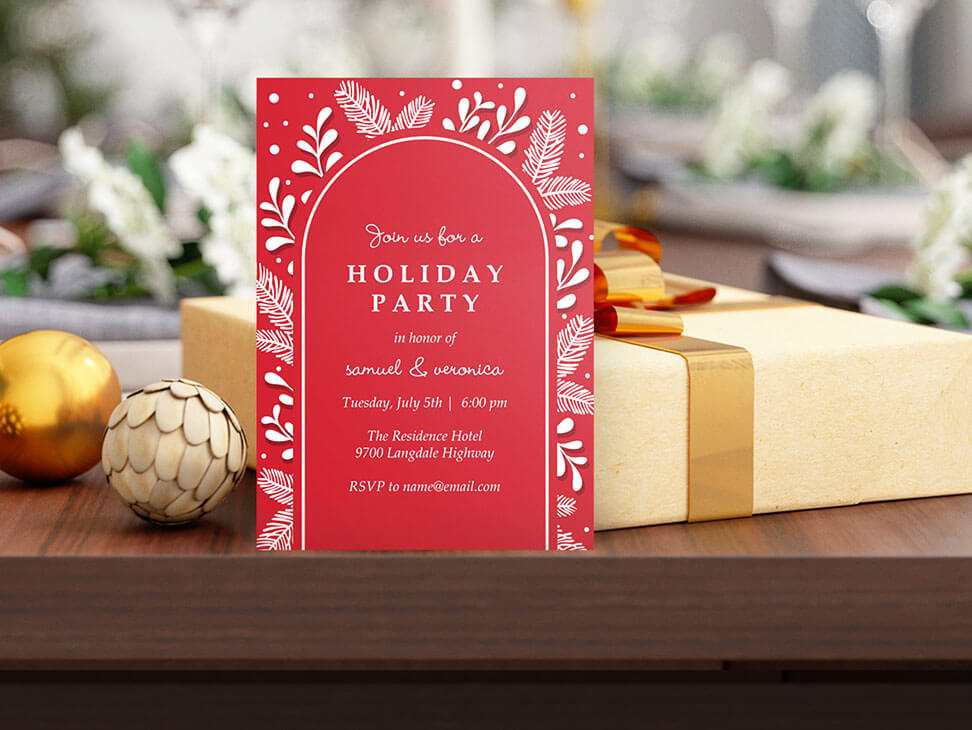 Join us for a
HOLIDAY
PARTY
in honor of
samuel & veronica
Tuesday, July 5th | 6:00 pm
The Residence Hotel
9700 Langdale Highway
RSVP to name@email.com